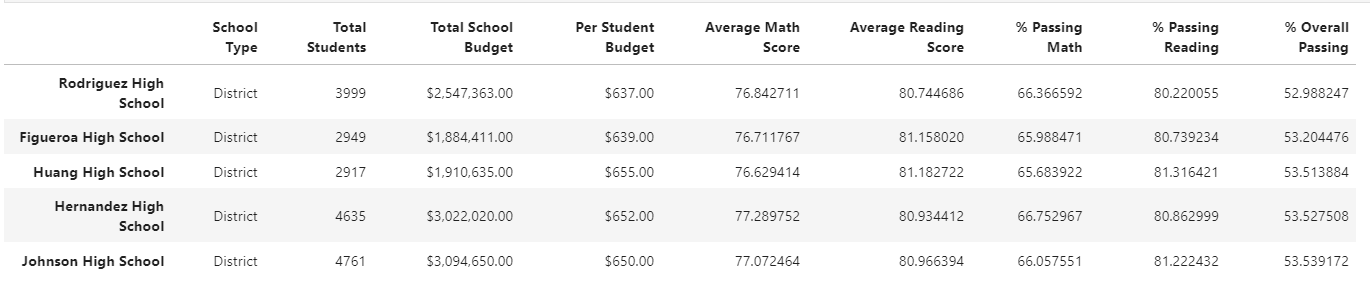 School Type Total Students Total School Budget Per Student Budget Average Math Score Average Reading Score % Passing Math % Passing Reading % Overall Passing
Rodriguez High School District 3999 $2,547,363.00 $637.00 76.842711 80.744686 66.366592 80.220055 52.988247
Figueroa High School District 2949 $1,884,411.00 $639.00 76.711767 81.158020 65.988471 80.739234 53.204476
Huang High School District 2917 $1,910,635.00 $655.00 76.629414 81.182722 65.683922 81.316421 53.513884
Hernandez High School District 4635 $3,022,020.00 $652.00 77.289752 80.934412 66.752967 80.862999 53.527508
Johnson High School District 4761 $3,094,650.00 $650.00 77.072464 80.966394 66.057551 81.222432 53.539172